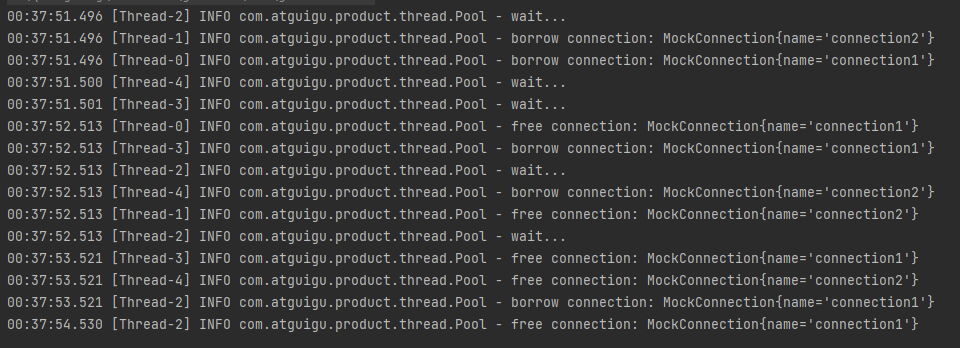 00:37:51.496 [Thread-2] INFO com.atguigu.product.thread.Pool - wait...
00:37:51.496 [Thread-1] INFO com.atguigu.product.thread.Pool - borrow connection: MockConnection{name='connection2'}
00:37:51.496 [Thread-0] INFO com.atguigu.product.thread.Pool - borrow connection: MockConnection{name='connection1'}
00:37:51.500 [Thread-4] INFO com.atguigu.product.thread.Pool - wait...
00:37:51.501 [Thread-3] INFO com.atguigu.product.thread.Pool - wait...
00:37:52.513 [Thread-0] INFO com.atguigu.product.thread.Pool - free connection: MockConnection{name='connection1'}
00:37:52.513 [Thread-3] INFO com.atguigu.product.thread.Pool - borrow connection: MockConnection{name='connection1'}
00:37:52.513 [Thread-2] INFO com.atguigu.product.thread.Pool - wait...
00:37:52.513 [Thread-4] INFO com.atguigu.product.thread.Pool - borrow connection: MockConnection{name='connection2'}
00:37:52.513 [Thread-1] INFO com.atguigu.product.thread.Pool - free connection: MockConnection{name='connection2'}
00:37:52.513 [Thread-2] INFO com.atguigu.product.thread.Pool - wait...
00:37:53.521 [Thread-3] INFO com.atguigu.product.thread.Pool - free connection: MockConnection{name='connection1'}
00:37:53.521 [Thread-4] INFO com.atguigu.product.thread.Pool - free connection: MockConnection{name='connection2'}
00:37:53.521 [Thread-2] INFO com.atguigu.product.thread.Pool - borrow connection: MockConnection{name='connection1'}
00:37:54.530 [Thread-2] INFO com.atguigu.product.thread.Pool - free connection: MockConnection{name='connection1'}